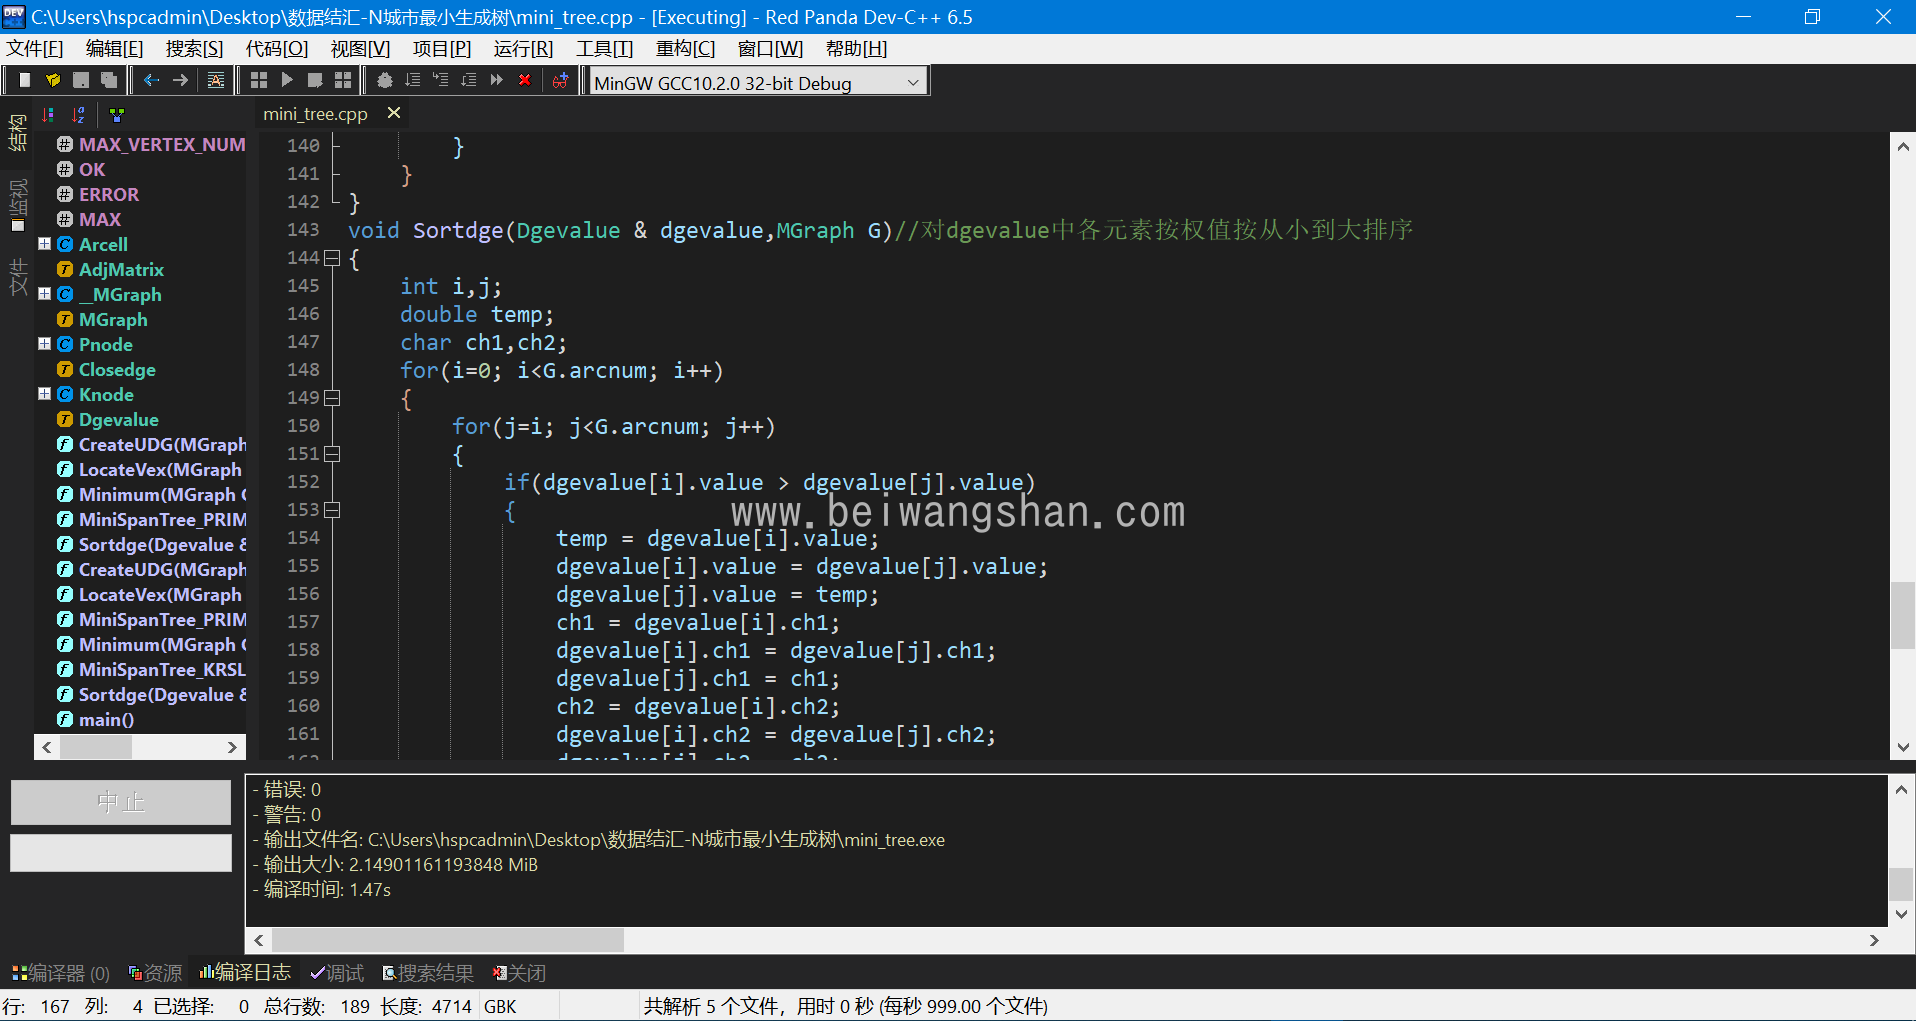 C:\Users\hspcadmin\Desktop\数据结汇-N城市最小生成树\mini_tree.cpp - [Executing] - Red Panda Dev-C++ 6.5
文件[F] 编辑[E] 搜索[S] 代码[O] 视图[V] 项目[P] 运行[R] 工具[T] 重构[C] 窗口[W] 帮助[H]
MinGW GCC10.2.0 32-bit Debug
mini_tree.cpp
结构
监视
文件
MAX_VERTEX_NUM
OK
ERROR
MAX
Arcell
AdjMatrix
__MGraph
MGraph
Pnode
Closedge
Knode
Dgevalue
CreateUDG(MGraph
LocateVex(MGraph
Minimum(MGraph
MiniSpanTree_PRIM
Sortdge(Dgevalue &
CreateUDG(MGraph
LocateVex(MGraph
MiniSpanTree_PRIM
Minimum(MGraph
MiniSpanTree_KRSL
Sortdge(Dgevalue &
main()
140 }
141 }
142 }
143 void Sortdge(Dgevalue & dgevalue,MGraph G)//对dgevalue中各元素按权值按从小到大排序
144 {
145 int i,j;
146 double temp;
147 char ch1,ch2;
148 for(i=0; i<G.arcnum; i++)
149 {
150 for(j=i; j<G.arcnum; j++)
151 {
152 if(dgevalue[i].value > dgevalue[j].value)
153 {
www.beiwangshan.com
154 temp = dgevalue[i].value;
155 dgevalue[i].value = dgevalue[j].value;
156 dgevalue[j].value = temp;
157 ch1 = dgevalue[i].ch1;
158 dgevalue[i].ch1 = dgevalue[j].ch1;
159 dgevalue[j].ch1 = ch1;
160 ch2 = dgevalue[i].ch2;
161 dgevalue[i].ch2 = dgevalue[j].ch2;
中止
- 错误: 0
- 警告: 0
- 输出文件名: C:\Users\hspcadmin\Desktop\数据结汇-N城市最小生成树\mini_tree.exe
- 输出大小: 2.14901161193848 MiB
- 编译时间: 1.47s
编译器 (0) 资源 编译日志 调试 搜索结果 关闭
行: 167 列: 4 已选择: 0 总行数: 189 长度: 4714 GBK 共解析 5 个文件，用时 0 秒 (每秒 999.00 个文件)